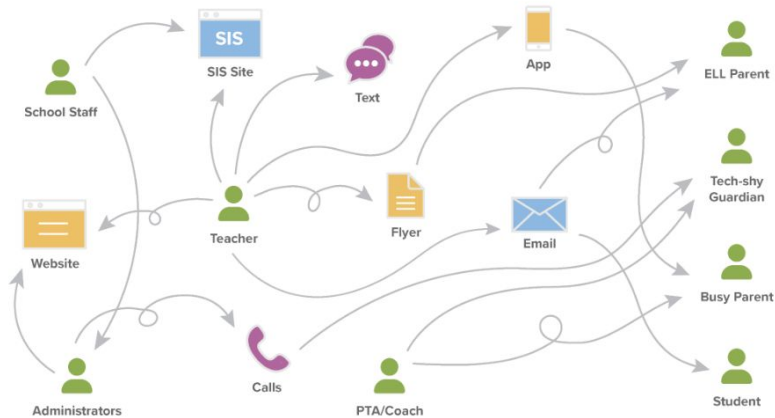 SIS
SIS Site
App
ELL Parent
School Staff
Text
Tech-shy
Guardian
Teacher
Flyer
Email
Website
Busy Parent
Calls
Administrators
PTA/Coach
Student